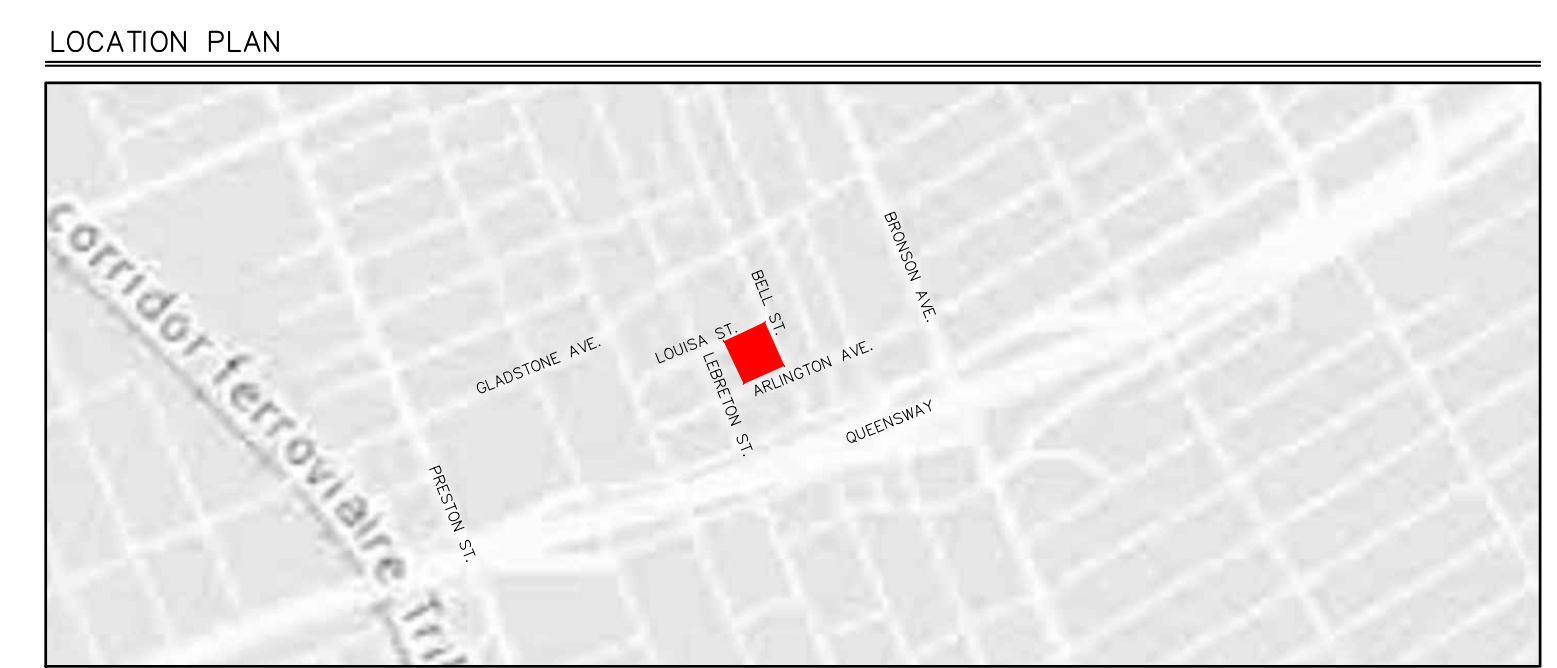 LOCATION PLAN
corridor ferroviaire
BRONSON AVE.
BELL ST.
LOUISA ST.
GLADSTONE AVE.
LEBRETON ST.
ARLINGTON AVE.
QUEENSWAY
PRESTON ST.